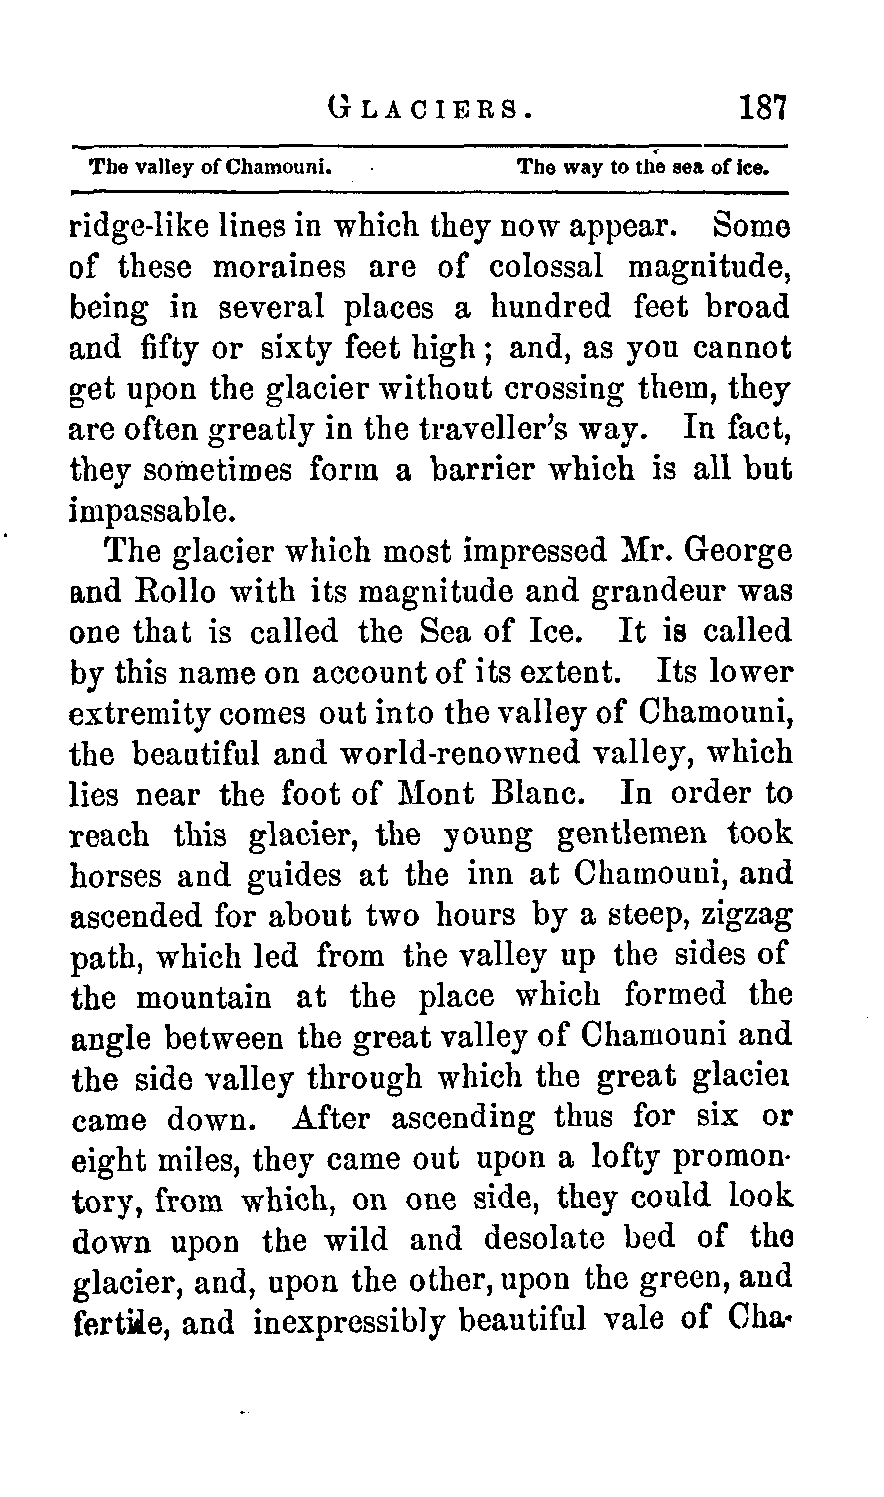 GLACIERS. 187
The valley of Chamouni. The way to the sea of ice.
ridge-like lines in which they now appear. Some
of these moraines are of colossal magnitude,
being in several places a hundred feet broad
and fifty or sixty feet high; and, as you cannot
get upon the glacier without crossing them, they
are often greatly in the traveller's way. In fact,
they sometimes form a barrier which is all but
impassable.
The glacier which most impressed Mr. George
and Rollo with its magnitude and grandeur was
one that is called the Sea of Ice. It is called
by this name on account of its extent. Its lower
extremity comes out into the valley of Chamouni,
the beautiful and world-renowned valley, which
lies near the foot of Mont Blanc. In order to
reach this glacier, the young gentlemen took
horses and guides at the inn at Chamouni, and
ascended for about two hours by a steep, zigzag
path, which led from the valley up the sides of
the mountain at the place which formed the
angle between the great valley of Chamouni and
the side valley through which the great glacier
came down. After ascending thus for six or
eight miles, they came out upon a lofty promon-
tory, from which, on one side, they could look
down upon the wild and desolate bed of the
glacier, and, upon the other, upon the green, and
fertile, and inexpressibly beautiful vale of Cha-